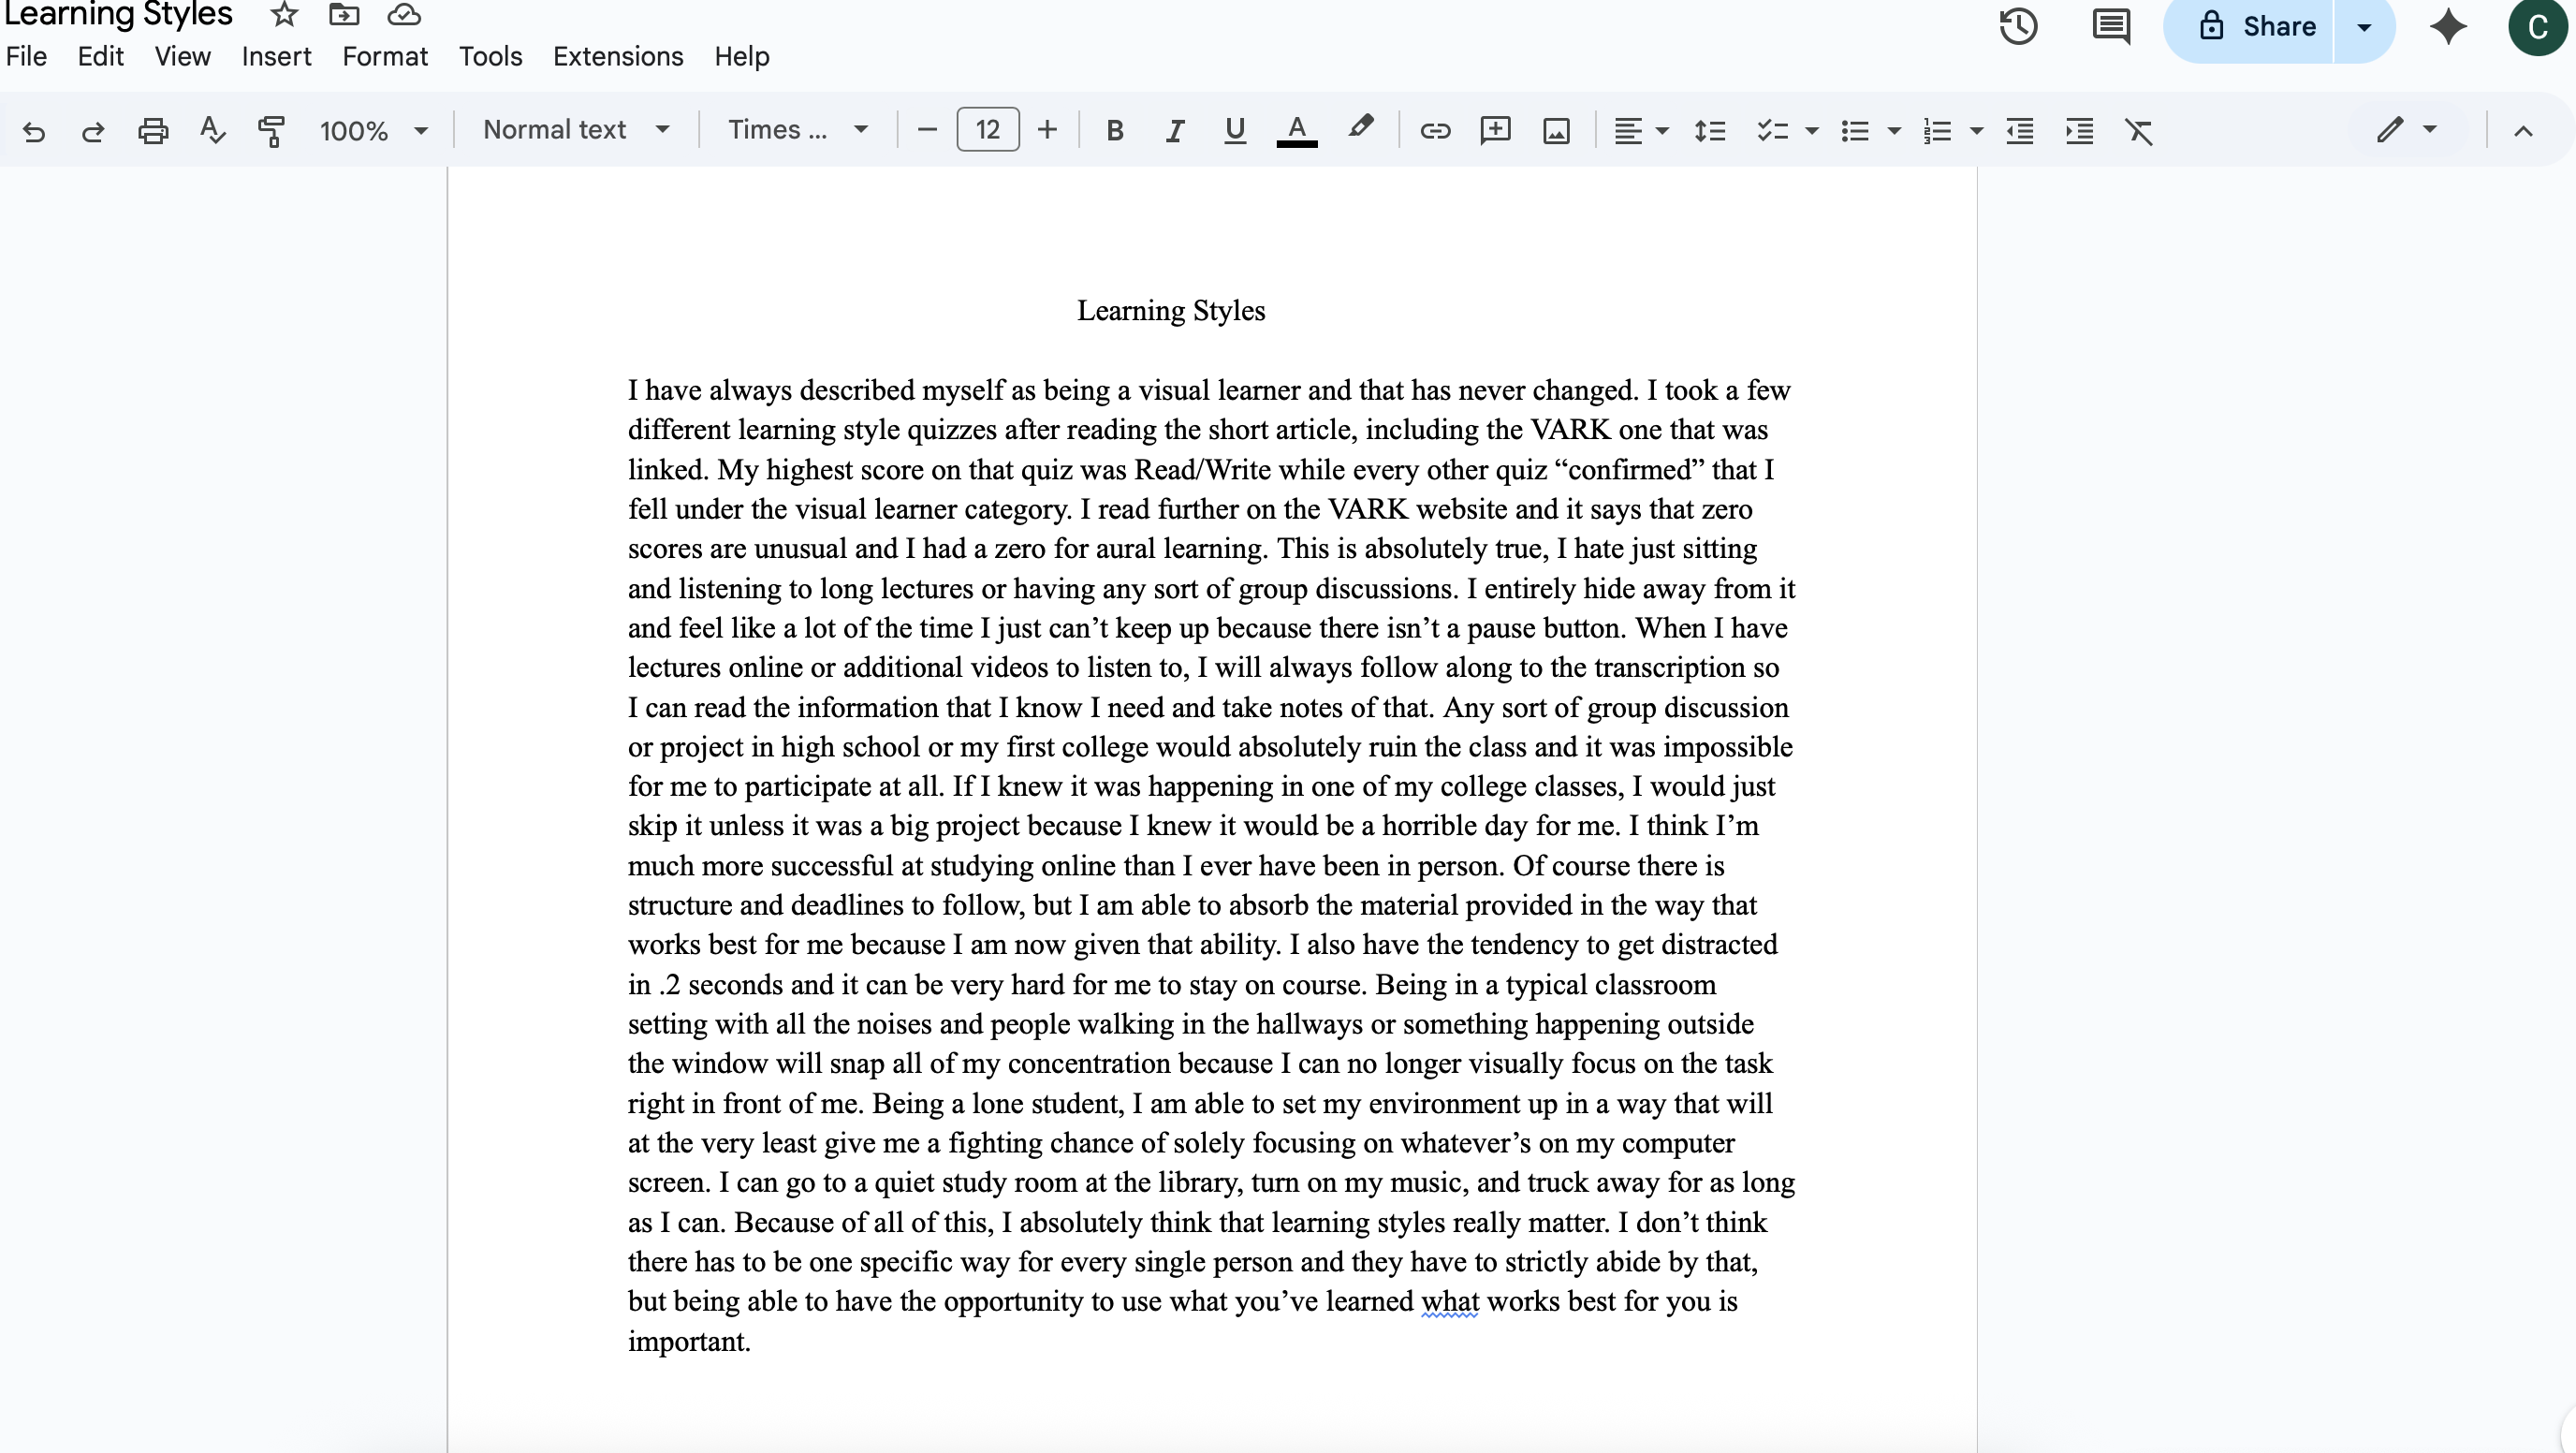 Learning Styles
File Edit View Insert Format Tools Extensions Help
Share
C
100% Normal text Times ... 12 B I U A
Learning Styles
I have always described myself as being a visual learner and that has never changed. I took a few
different learning style quizzes after reading the short article, including the VARK one that was
linked. My highest score on that quiz was Read/Write while every other quiz “confirmed” that I
fell under the visual learner category. I read further on the VARK website and it says that zero
scores are unusual and I had a zero for aural learning. This is absolutely true, I hate just sitting
and listening to long lectures or having any sort of group discussions. I entirely hide away from it
and feel like a lot of the time I just can’t keep up because there isn’t a pause button. When I have
lectures online or additional videos to listen to, I will always follow along to the transcription so
I can read the information that I know I need and take notes of that. Any sort of group discussion
or project in high school or my first college would absolutely ruin the class and it was impossible
for me to participate at all. If I knew it was happening in one of my college classes, I would just
skip it unless it was a big project because I knew it would be a horrible day for me. I think I’m
much more successful at studying online than I ever have been in person. Of course there is
structure and deadlines to follow, but I am able to absorb the material provided in the way that
works best for me because I am now given that ability. I also have the tendency to get distracted
in .2 seconds and it can be very hard for me to stay on course. Being in a typical classroom
setting with all the noises and people walking in the hallways or something happening outside
the window will snap all of my concentration because I can no longer visually focus on the task
right in front of me. Being a lone student, I am able to set my environment up in a way that will
at the very least give me a fighting chance of solely focusing on whatever’s on my computer
screen. I can go to a quiet study room at the library, turn on my music, and truck away for as long
as I can. Because of all of this, I absolutely think that learning styles really matter. I don’t think
there has to be one specific way for every single person and they have to strictly abide by that,
but being able to have the opportunity to use what you’ve learned what works best for you is
important.